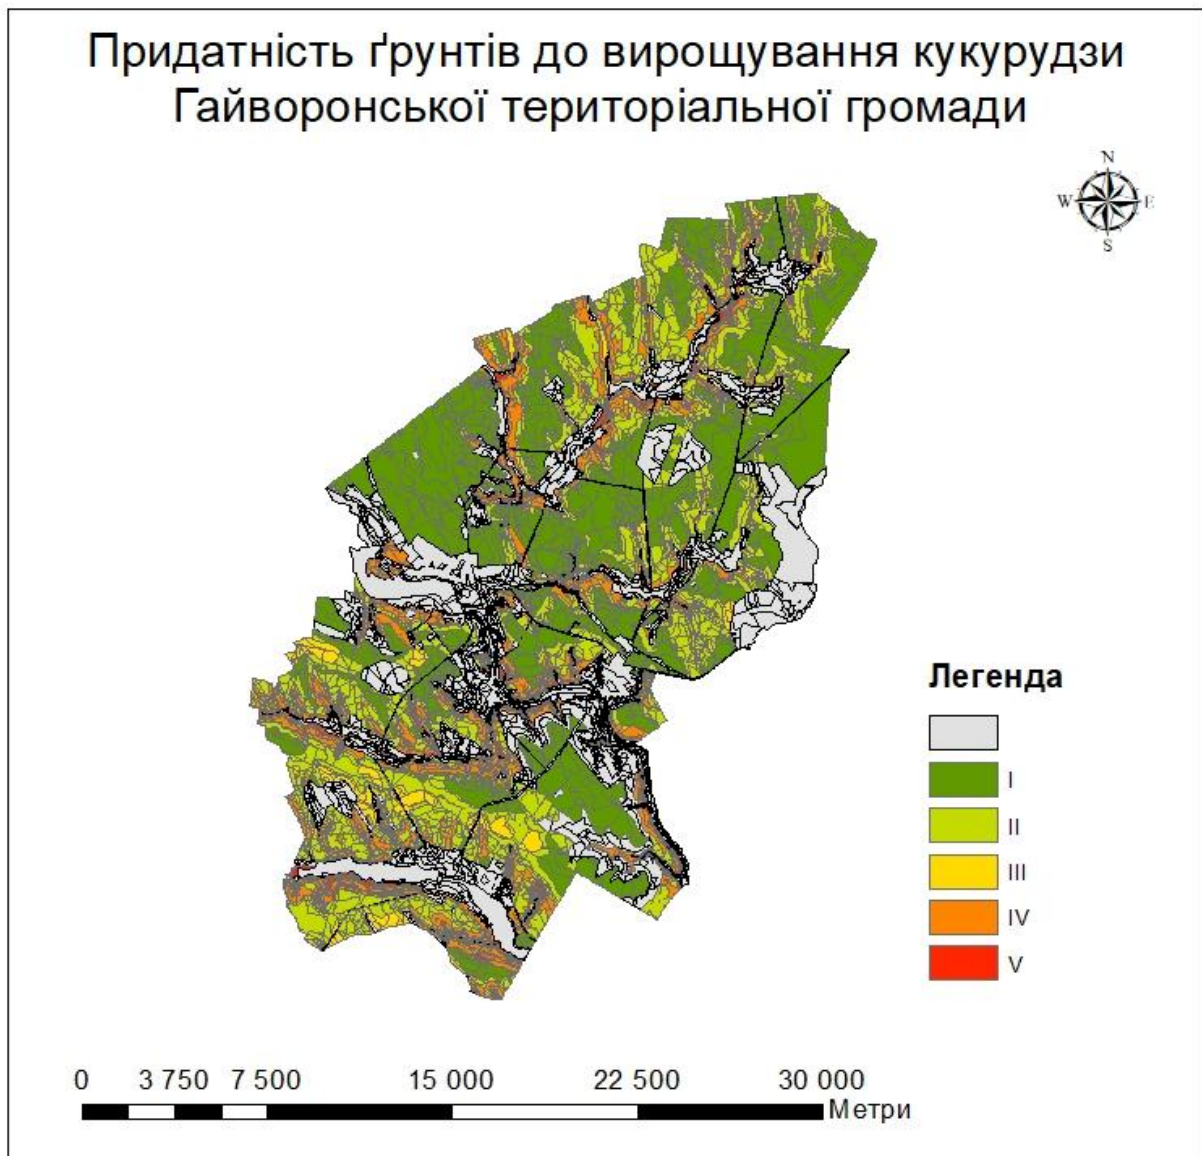 Придатність ґрунтів до вирощування кукурудзи
Гайворонської територіальної громади
N
W E
S
Легенда
I
II
III
IV
V
0 3 750 7 500 15 000 22 500 30 000
Метри